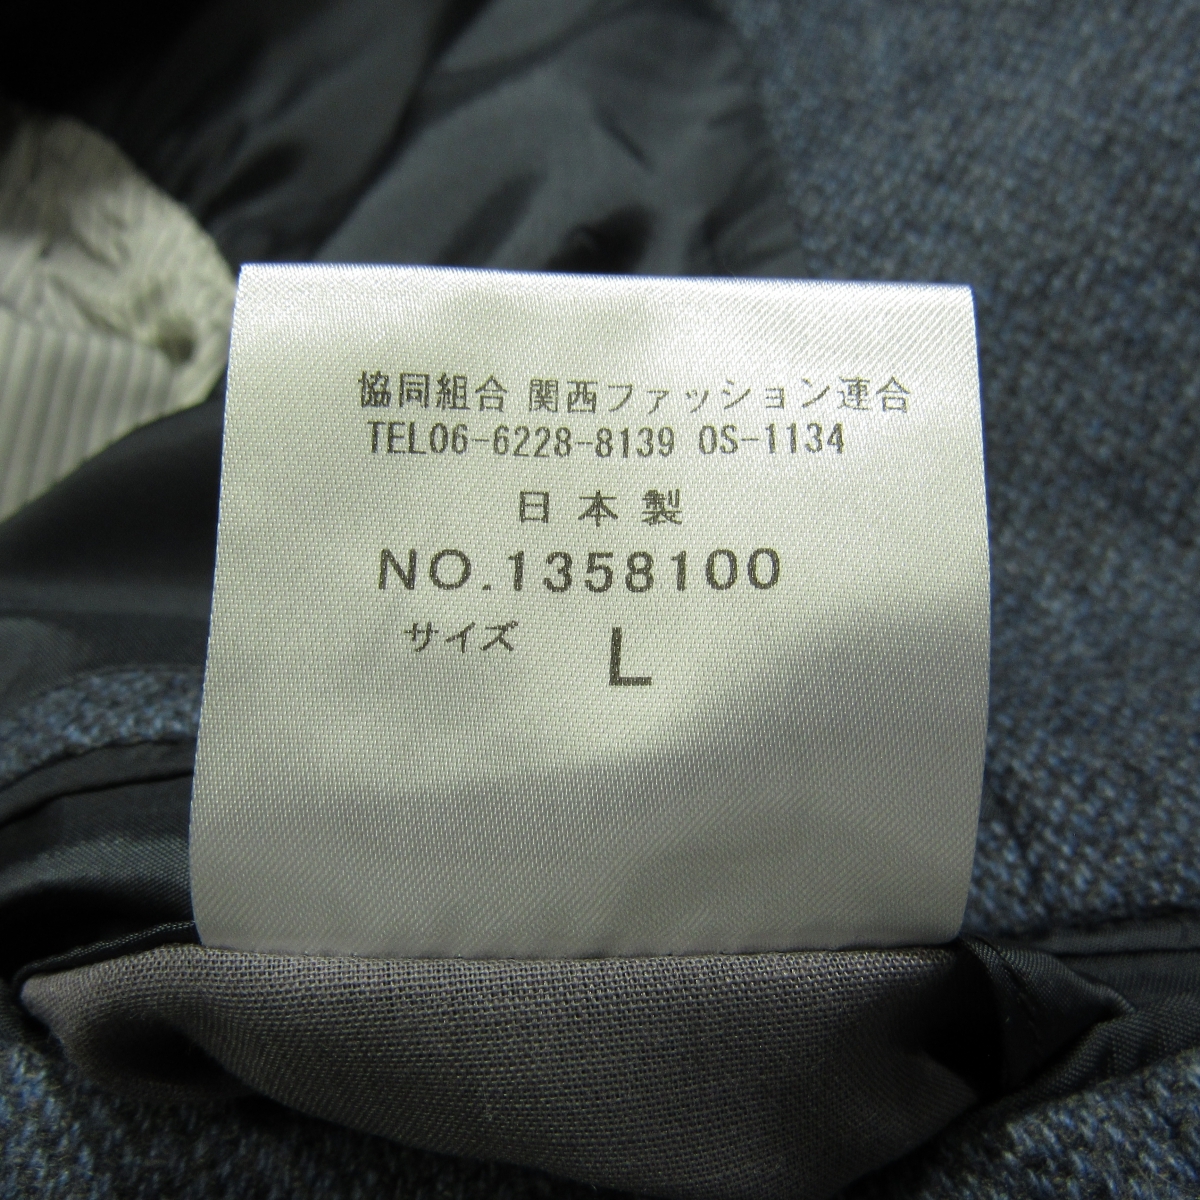 協同組合 関西ファッション連合
TEL06-6228-8139 OS-1134
日本製
NO.1358100
サイズ L